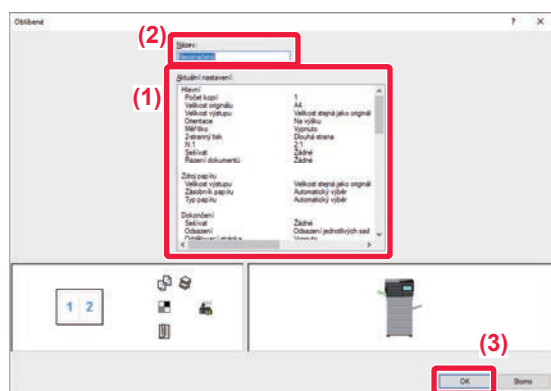 Oblíbené ? ×
(2)
Název:
(1)
Aktuální nastavení:
Hlavní
Počet kopií 1
Velikost originálu A4
Velikost výstupu Velikost stejná jako originál
Orientace Na výšku
Měřítko Vypnuto
2-stranný tisk Dlouhá strana
N:1 2:1
Sešívat Žádné
Řazení dokumentů Žádné
Zdroj papíru
Velikost výstupu Velikost stejná jako originál
Zásobník papíru Automatický výběr
Typ papíru Automatický výběr
Dokončení
Sešívat Žádné
Odsazení Odsazení jednotlivých sad
1 2
(3)
OK Storno